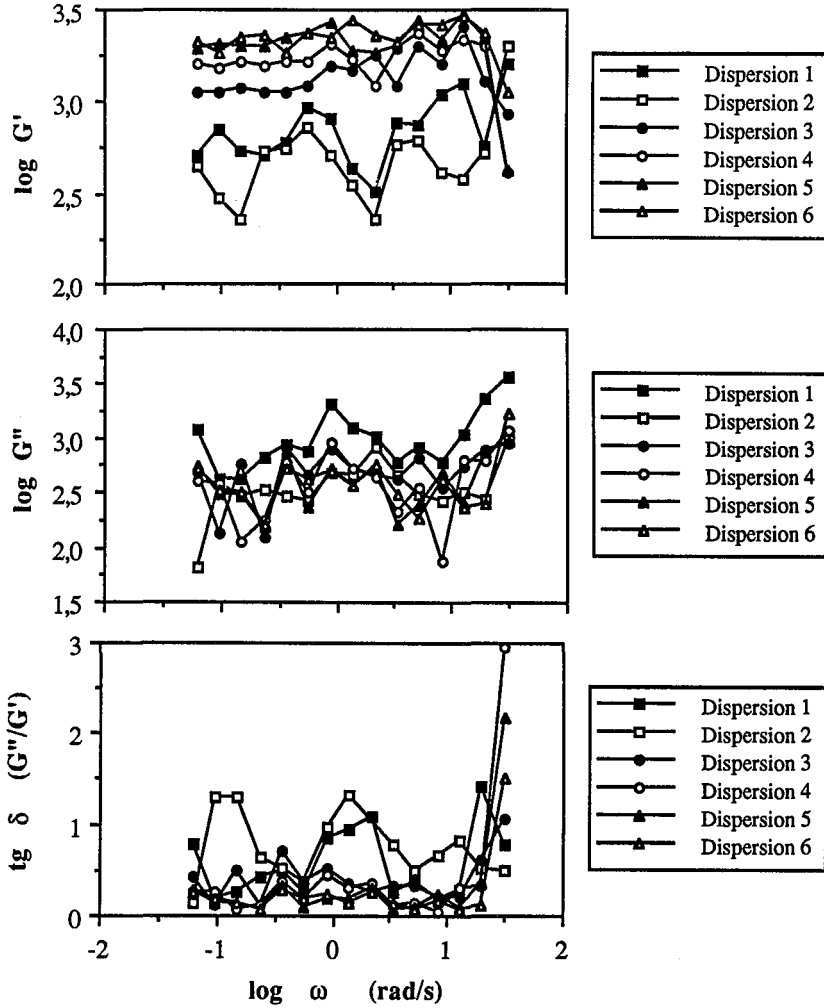 3,5
3,0
2,5
2,0
log G'
Dispersion 1
Dispersion 2
Dispersion 3
Dispersion 4
Dispersion 5
Dispersion 6
4,0
3,5
3,0
2,5
2,0
1,5
log G"
Dispersion 1
Dispersion 2
Dispersion 3
Dispersion 4
Dispersion 5
Dispersion 6
3
2
1
0
tg δ (G"/G')
Dispersion 1
Dispersion 2
Dispersion 3
Dispersion 4
Dispersion 5
Dispersion 6
-2 -1 0 1 2
log ω (rad/s)